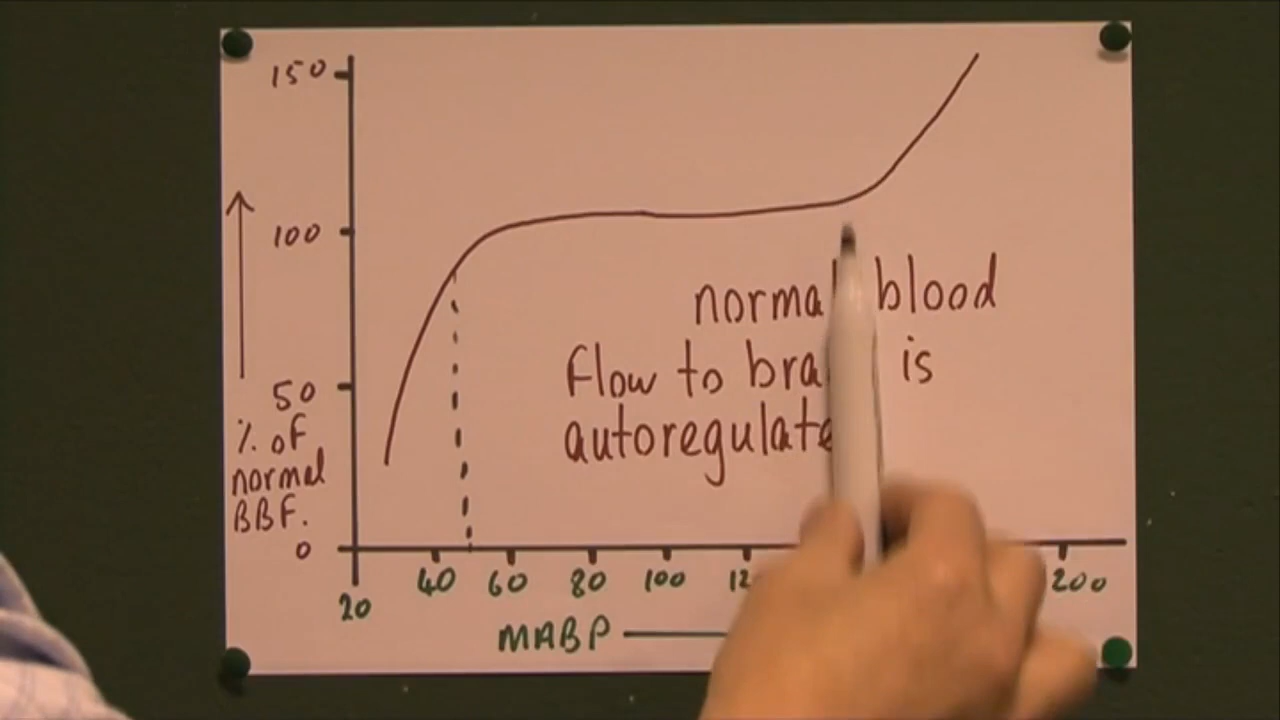 150
100
50
% of
normal
BBF.
0
normal blood
flow to bra is
autoregulate
20
40 60 80 100 12 200
MABP